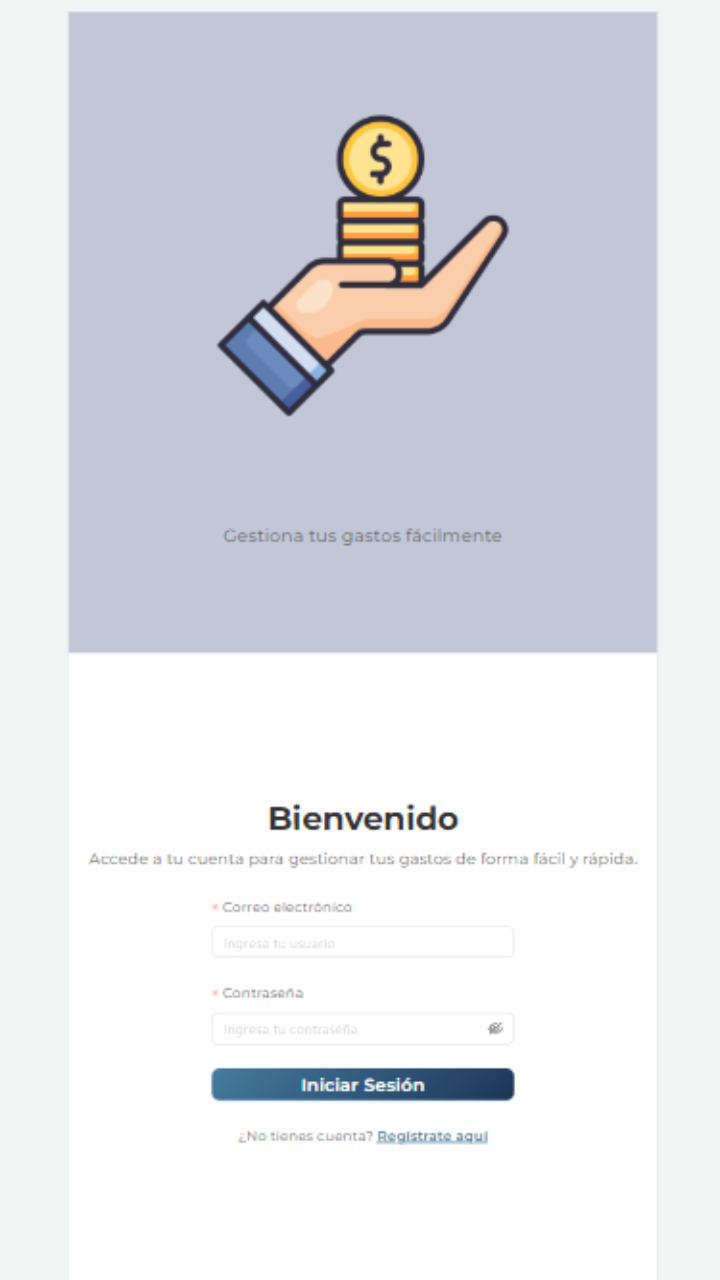 $
Gestiona tus gastos fácilmente
Bienvenido
Accede a tu cuenta para gestionar tus gastos de forma fácil y rápida.
* Correo electrónico
Ingresa tu usuario
* Contraseña
Ingresa tu contraseña
Iniciar Sesión
¿No tienes cuenta? Regístrate aquí